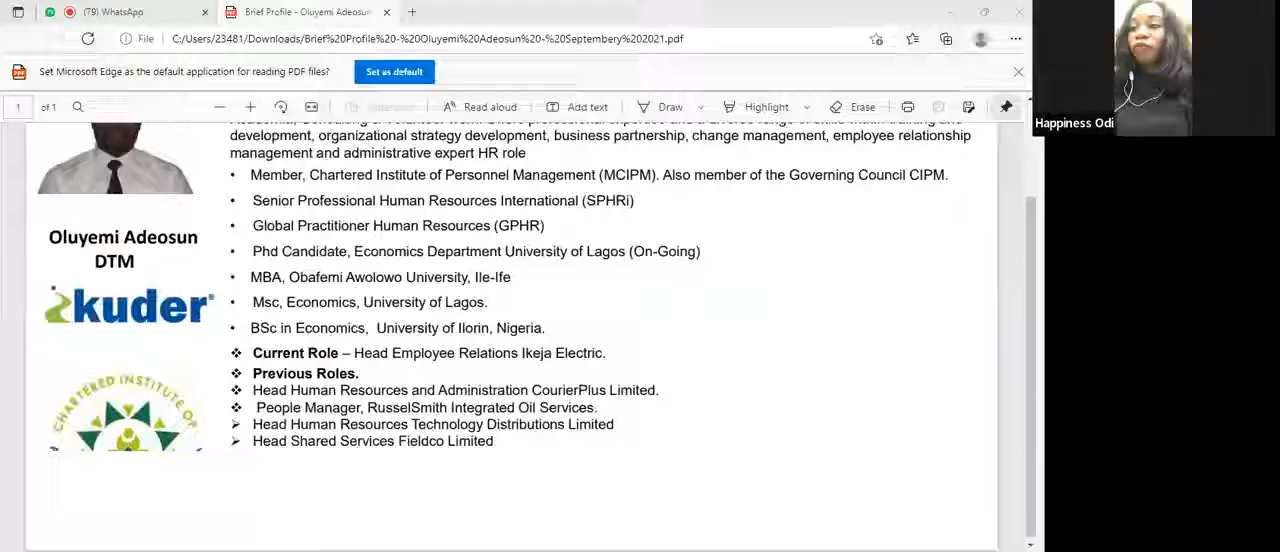 (79) WhatsApp
Brief Profile - Oluyemi Adeosun
File
C:/Users/23481/Downloads/Brief%20Profile%20-%20Oluyemi%20Adeosun%20-%20Septembery%202021.pdf
Set Microsoft Edge as the default application for reading PDF files?
Set as default
1 of 1
Read aloud
Add text
Draw
Highlight
Erase
development, organizational strategy development, business partnership, change management, employee relationship
management and administrative expert HR role
• Member, Chartered Institute of Personnel Management (MCIPM). Also member of the Governing Council CIPM.
• Senior Professional Human Resources International (SPHRi)
• Global Practitioner Human Resources (GPHR)
• Phd Candidate, Economics Department University of Lagos (On-Going)
• MBA, Obafemi Awolowo University, Ile-Ife
• Msc, Economics, University of Lagos.
• BSc in Economics, University of Ilorin, Nigeria.
❖ Current Role – Head Employee Relations Ikeja Electric.
❖ Previous Roles.
❖ Head Human Resources and Administration CourierPlus Limited.
❖ People Manager, RusselSmith Integrated Oil Services.
➢ Head Human Resources Technology Distributions Limited
➢ Head Shared Services Fieldco Limited
Oluyemi Adeosun
DTM
kuder®
CHARTERED INSTITUTE OF
Happiness Odi